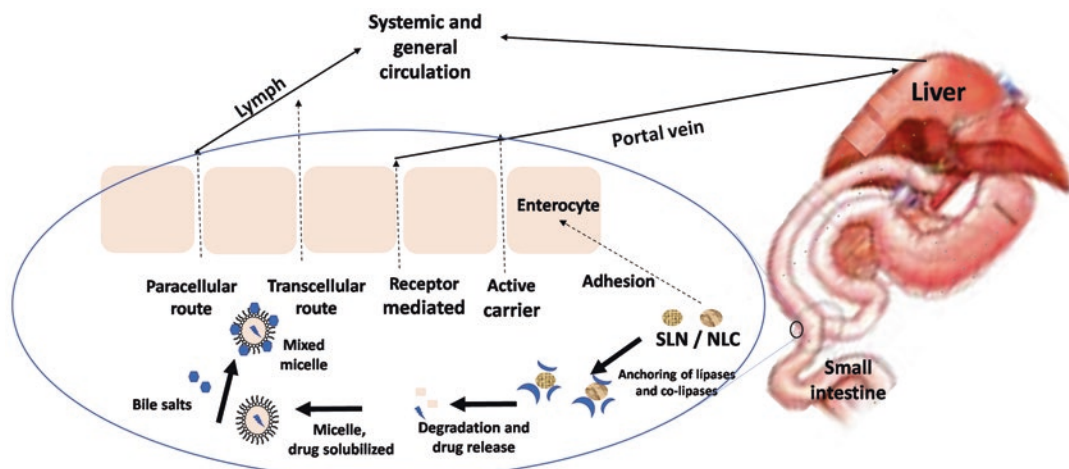 Systemic and
general
circulation
Lymph
Liver
Portal vein
Enterocyte
Paracellular
route
Transcellular
route
Receptor
mediated
Active
carrier
Adhesion
SLN / NLC
Mixed
micelle
Anchoring of lipases
and co-lipases
Small
intestine
Bile salts
Micelle,
drug solubilized
Degradation and
drug release